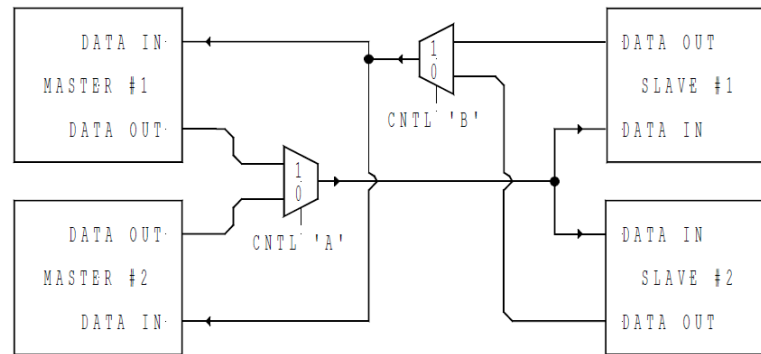 DATA IN
MASTER #1
DATA OUT
1
0
CNTL 'B'
DATA OUT
SLAVE #1
DATA IN
1
0
CNTL 'A'
DATA OUT
MASTER #2
DATA IN
DATA IN
SLAVE #2
DATA OUT